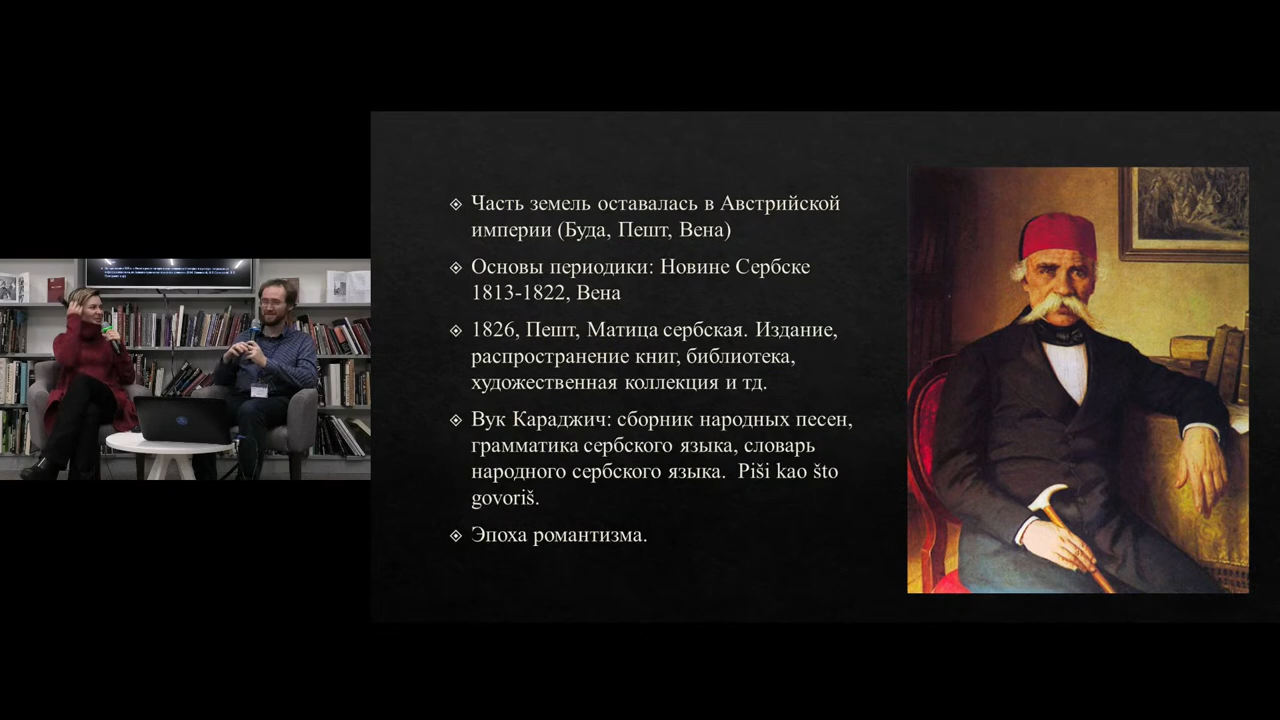 Часть земель оставалась в Австрийской
империи (Буда, Пешт, Вена)
Основы периодики: Новине Сербске
1813-1822, Вена
1826, Пешт, Матица сербская. Издание,
распространение книг, библиотека,
художественная коллекция и тд.
Вук Караджич: сборник народных песен,
грамматика сербского языка, словарь
народного сербского языка. Piši kao što
govoriš.
Эпоха романтизма.